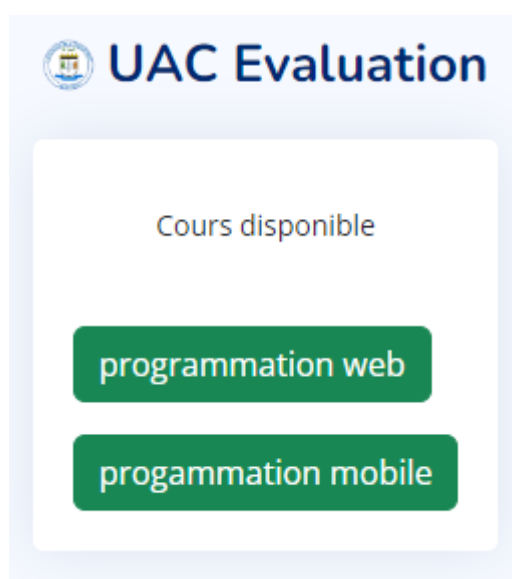 UAC Evaluation
Cours disponible
programmation web
progammation mobile